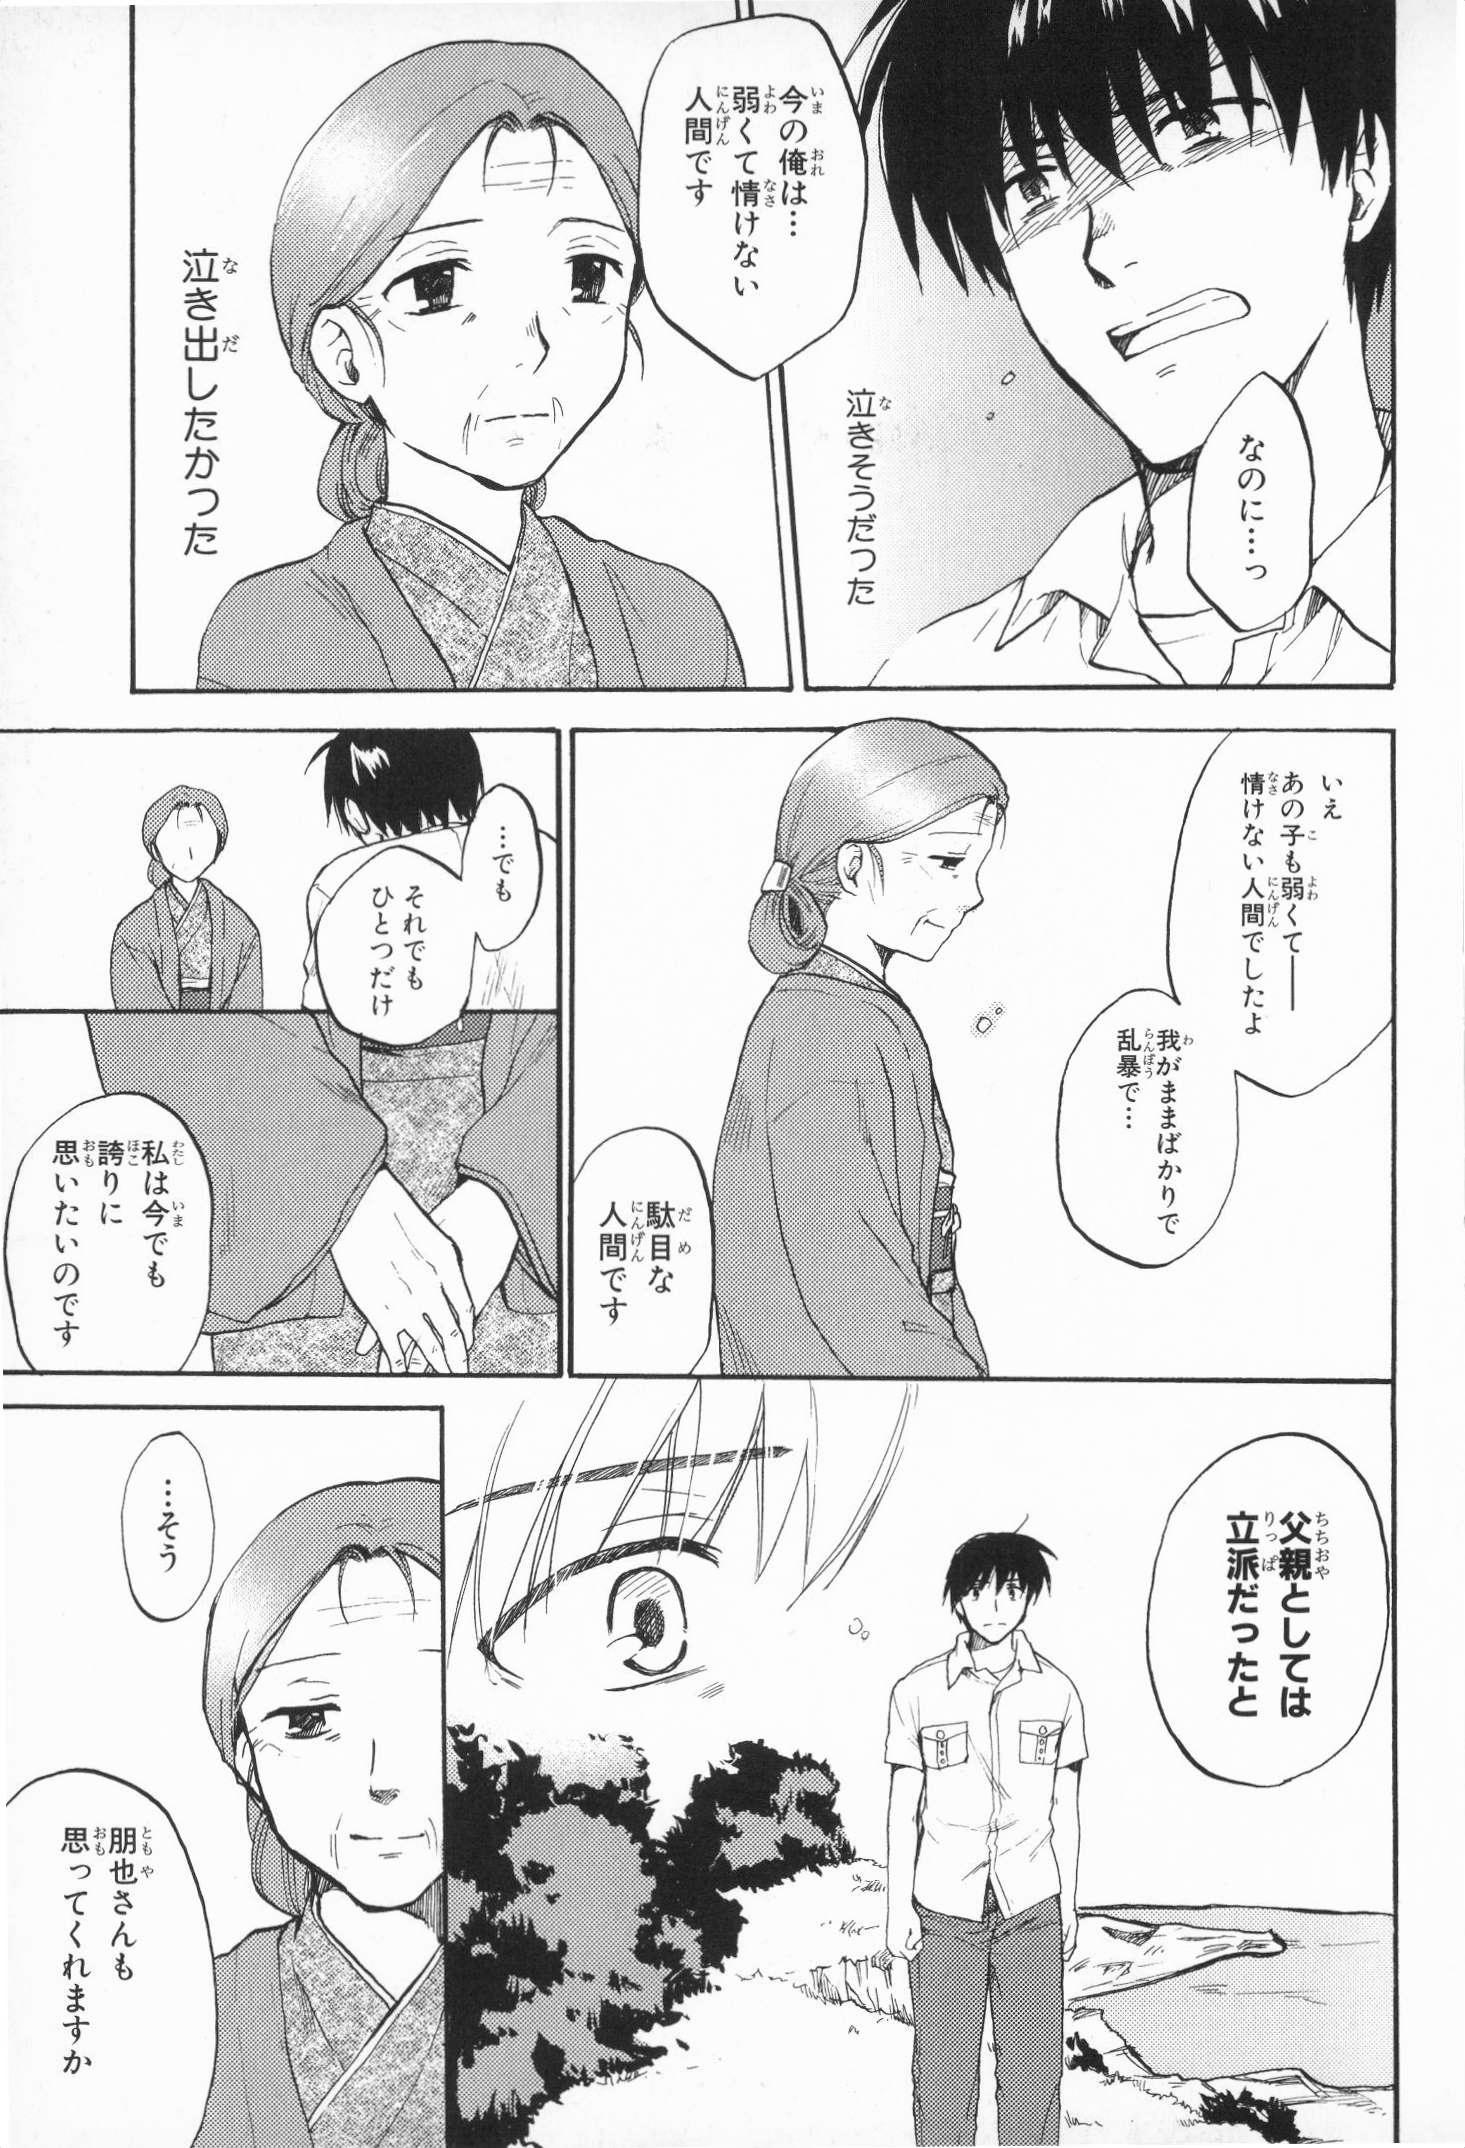 なのに…っ
泣きそうだった
今の俺は…
弱くて情けない
人間です
泣き出したかった
いえ
あの子も弱くて――
情けない人間でしたよ
我がままばかりで
乱暴で…
駄目な
人間です
…でも
それでも
ひとつだけ
私は今でも
誇りに
思いたいのです
父親としては
立派だったと
…そう
朋也さんも
思ってくれますか